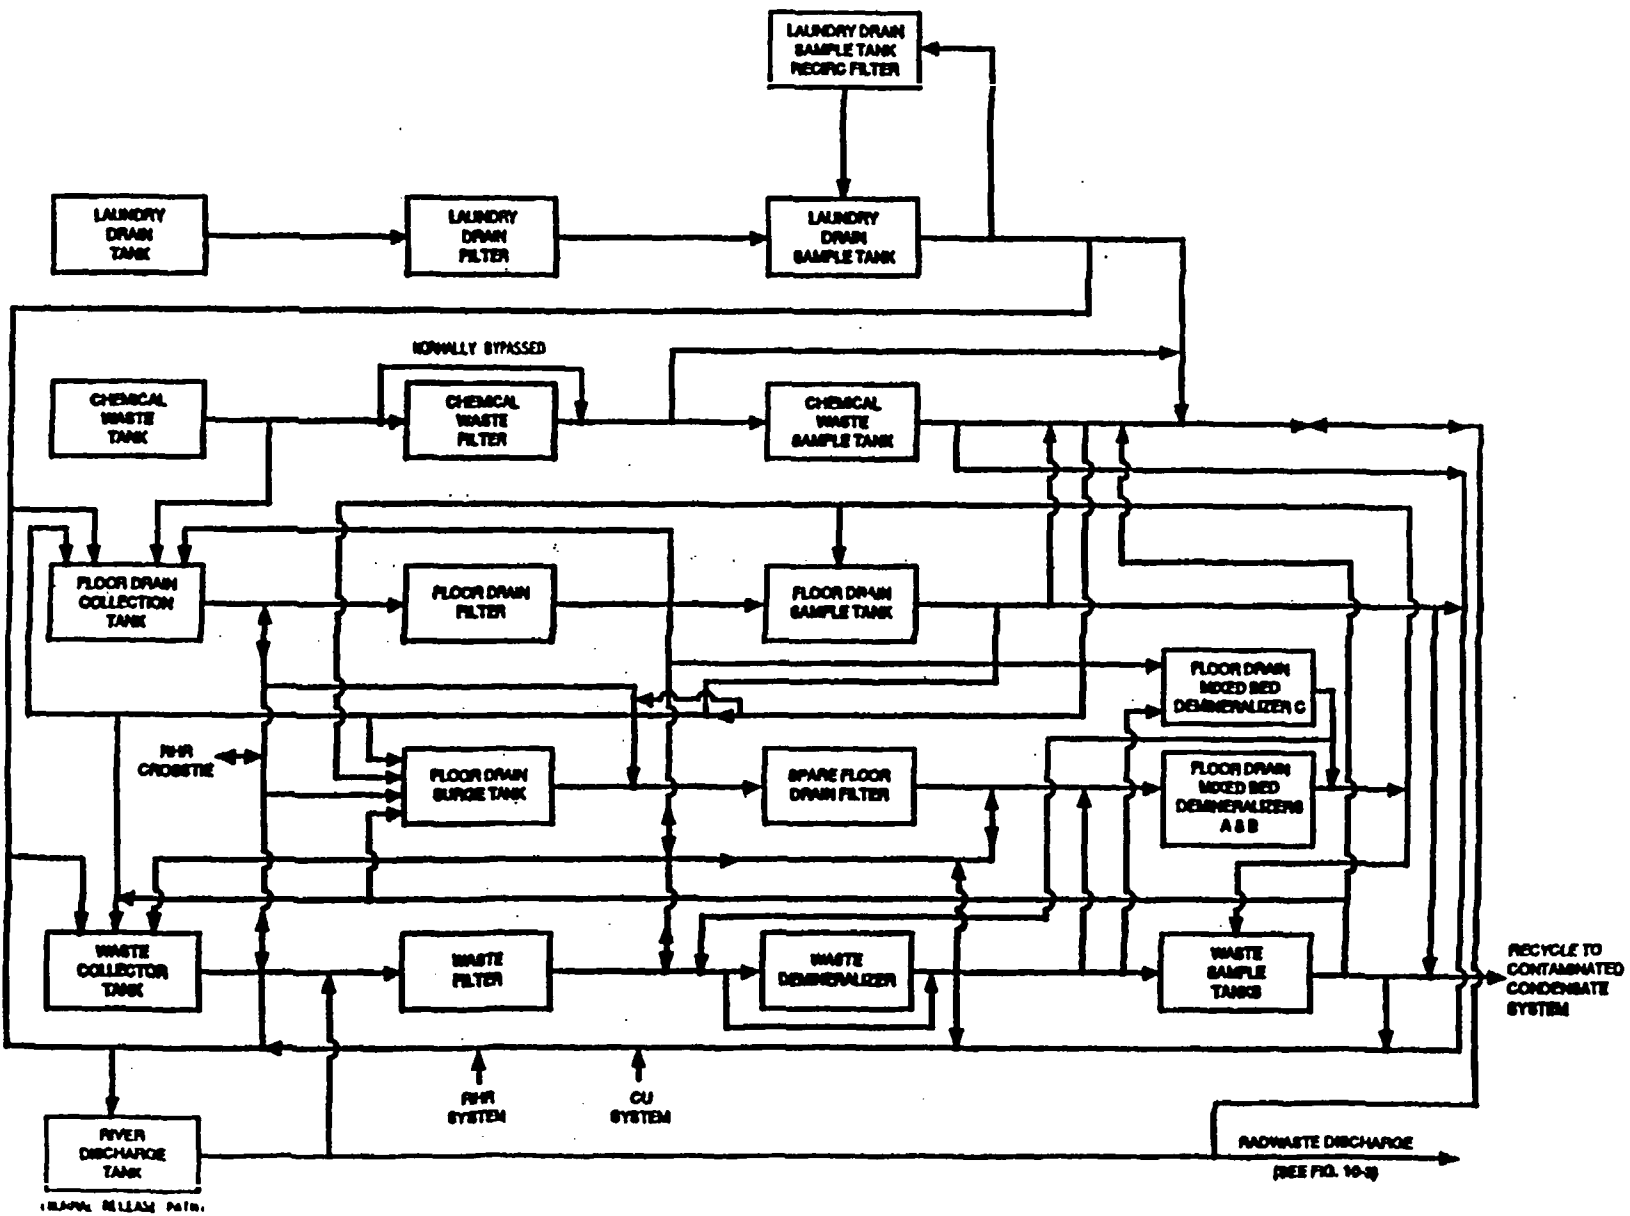 LAUNDRY DRAIN
SAMPLE TANK
RECIRC FILTER
LAUNDRY
DRAIN
TANK
LAUNDRY
DRAIN
FILTER
LAUNDRY
DRAIN
SAMPLE TANK
NORMALLY BYPASSED
CHEMICAL
WASTE
TANK
CHEMICAL
WASTE
FILTER
CHEMICAL
WASTE
SAMPLE TANK
FLOOR DRAIN
COLLECTION
TANK
FLOOR DRAIN
FILTER
FLOOR DRAIN
SAMPLE TANK
FLOOR DRAIN
MIXED BED
DEMINERALIZER C
RHR
CROSSTIE
FLOOR DRAIN
SURGE TANK
SPARE FLOOR
DRAIN FILTER
FLOOR DRAIN
MIXED BED
DEMINERALIZERS
A & B
WASTE
COLLECTOR
TANK
WASTE
FILTER
WASTE
DEMINERALIZER
WASTE
SAMPLE
TANKS
RECYCLE TO
CONTAMINATED
CONDENSATE
SYSTEM
RHR
SYSTEM
CU
SYSTEM
RIVER
DISCHARGE
TANK
RADWASTE DISCHARGE
(SEE FIG. 10-3)
RELEASE PATH